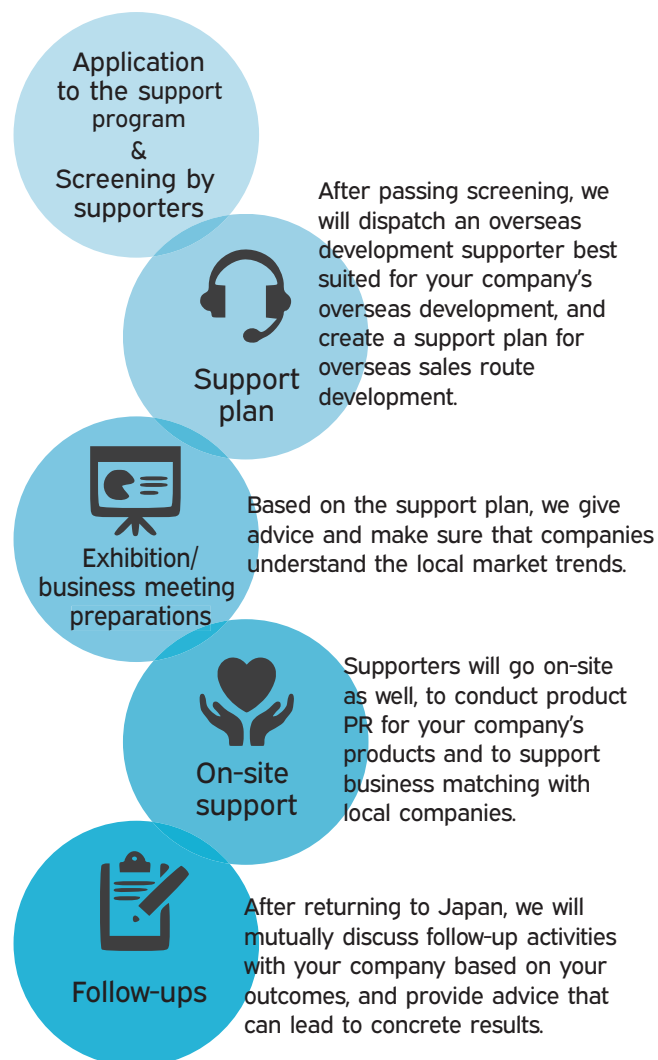 Application
to the support
program
&
Screening by
supporters
After passing screening, we
will dispatch an overseas
development supporter best
suited for your company's
overseas development, and
create a support plan for
overseas sales route
development.
Support
plan
Based on the support plan, we give
advice and make sure that companies
understand the local market trends.
Exhibition/
business meeting
preparations
Supporters will go on-site
as well, to conduct product
PR for your company's
products and to support
business matching with
local companies.
On-site
support
After returning to Japan, we will
mutually discuss follow-up activities
with your company based on your
outcomes, and provide advice that
can lead to concrete results.
Follow-ups